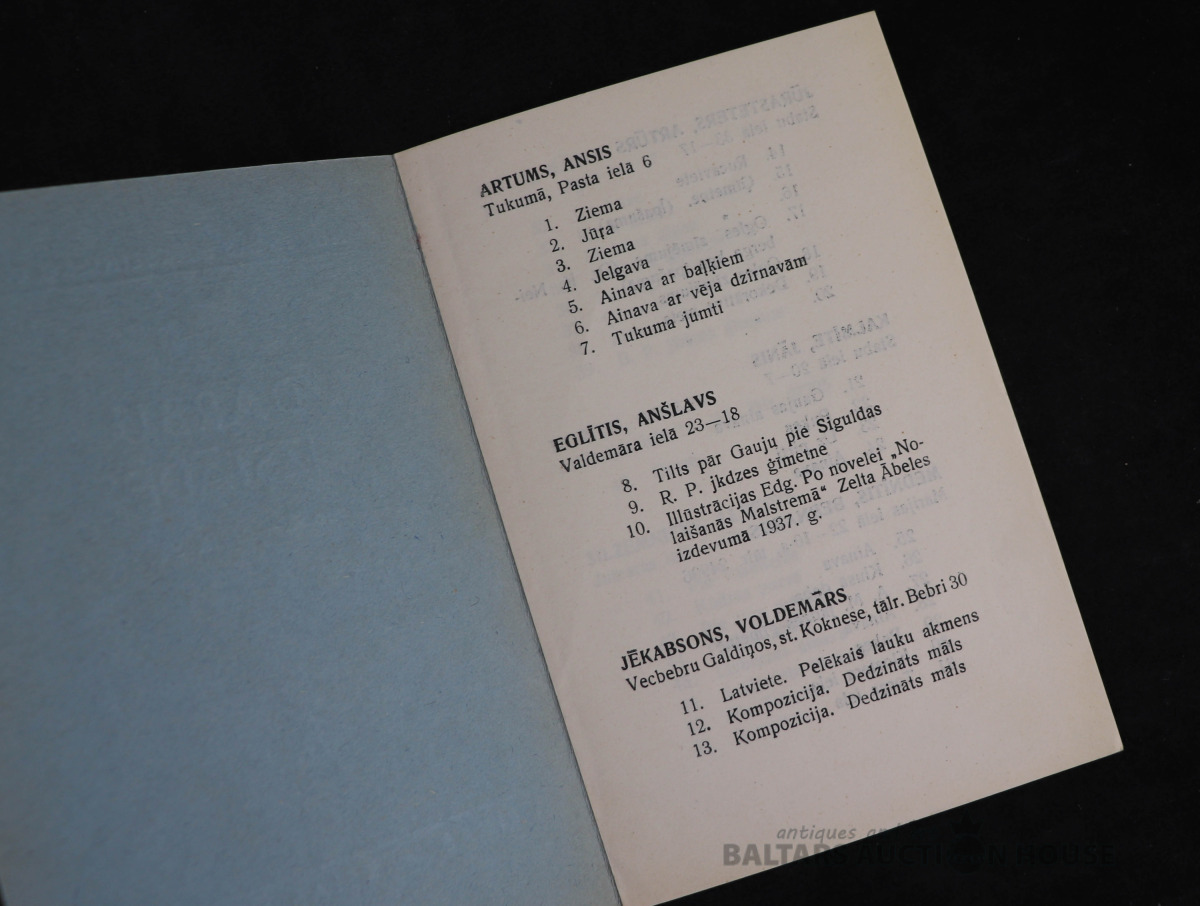 ARTUMS, ANSIS
Tukumā, Pasta ielā 6
1. Ziema
2. Jūŗa
3. Ziema
4. Jelgava
5. Ainava ar baļķiem
6. Ainava ar vēja dzirnavām
7. Tukuma jumti
EGLĪTIS, ANŠLAVS
Valdemāra ielā 23—18
8. Tilts pār Gauju pie Siguldas
9. R. P. jkdzes ģīmetne
10. Illūstrācijas Edg. Po novelei „No-
laišanās Malstremā“ Zelta Ābeles
izdevumā 1937. g.
JĒKABSONS, VOLDEMĀRS
Vecbebru Galdiņos, st. Koknese, tālr. Bebri 30
11. Latviete. Pelēkais lauku akmens
12. Kompozicija. Dedzināts māls
13. Kompozicija. Dedzināts māls
antiques
BALTARS AUCTION HOUSE